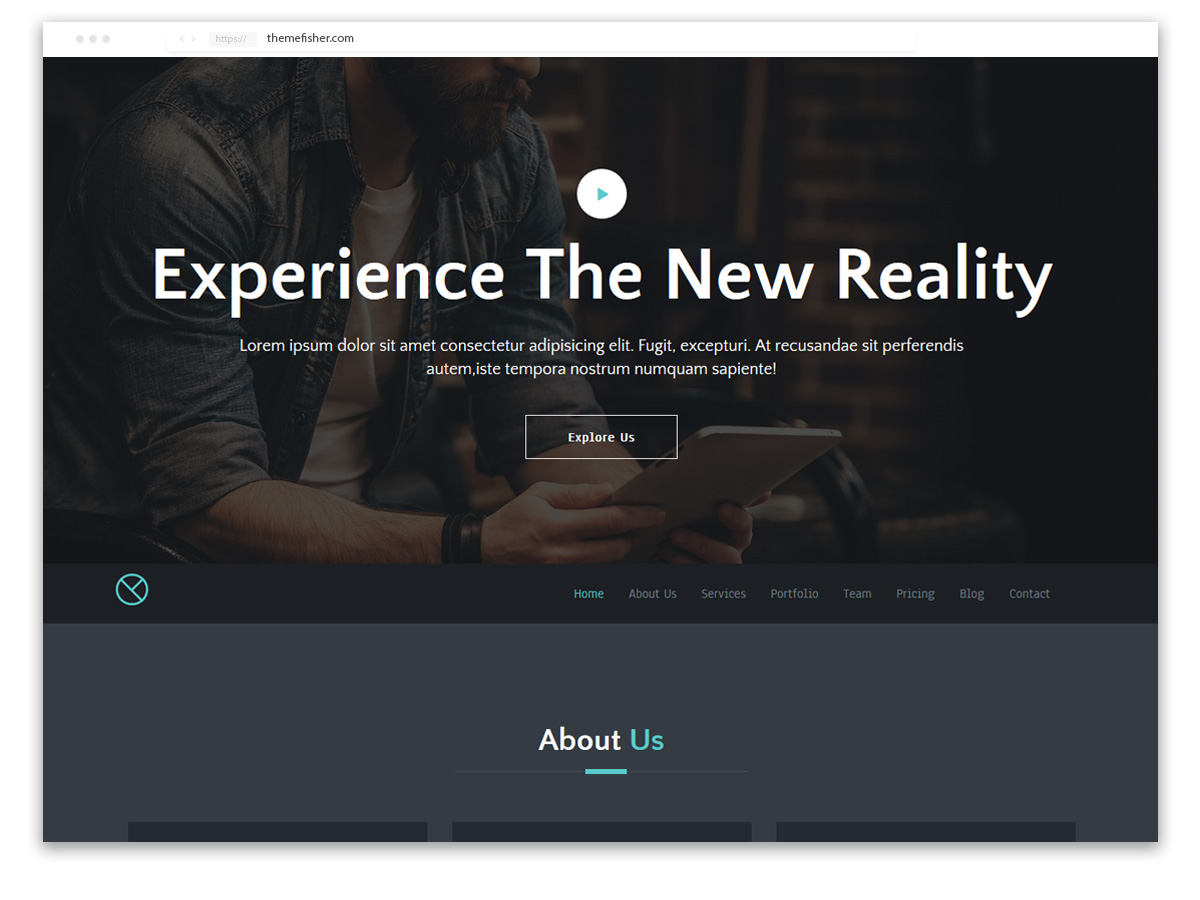 https://
themefisher.com
Experience The New Reality
Lorem ipsum dolor sit amet consectetur adipisicing elit. Fugit, excepturi. At recusandae sit perferendis
autem,iste tempora nostrum numquam sapiente!
Explore Us
Home About Us Services Portfolio Team Pricing Blog Contact
About Us